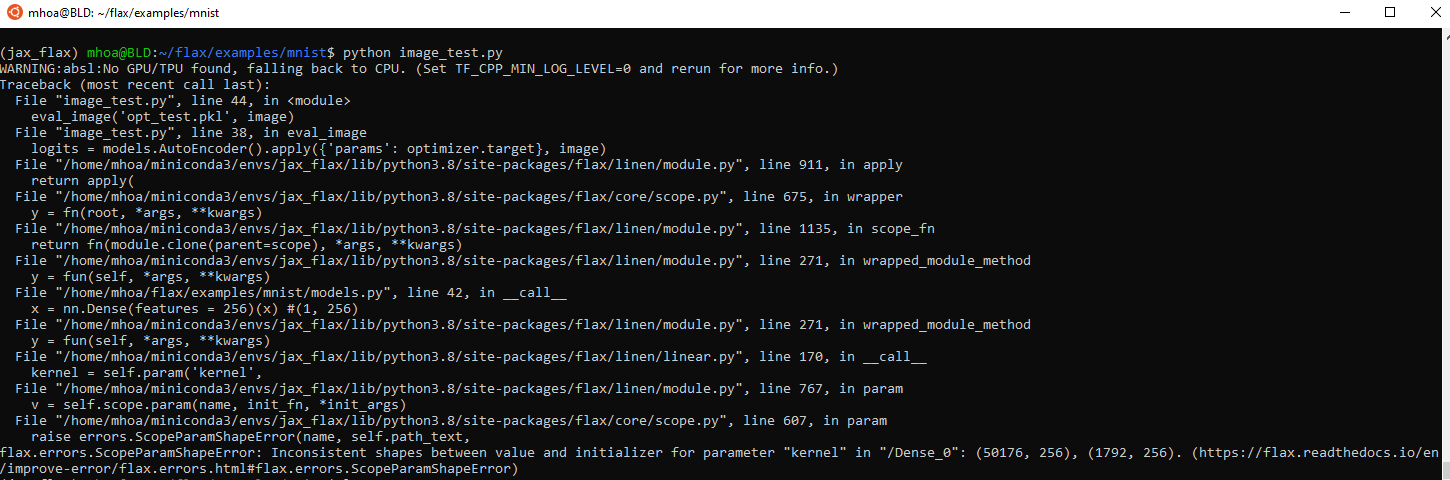 mhoa@BLD: ~/flax/examples/mnist
(jax_flax) mhoa@BLD:~/flax/examples/mnist$ python image_test.py
WARNING:absl:No GPU/TPU found, falling back to CPU. (Set TF_CPP_MIN_LOG_LEVEL=0 and rerun for more info.)
Traceback (most recent call last):
  File "image_test.py", line 44, in <module>
    eval_image('opt_test.pkl', image)
  File "image_test.py", line 38, in eval_image
    logits = models.AutoEncoder().apply({'params': optimizer.target}, image)
  File "/home/mhoa/miniconda3/envs/jax_flax/lib/python3.8/site-packages/flax/linen/module.py", line 911, in apply
    return apply(
  File "/home/mhoa/miniconda3/envs/jax_flax/lib/python3.8/site-packages/flax/core/scope.py", line 675, in wrapper
    y = fn(root, *args, **kwargs)
  File "/home/mhoa/miniconda3/envs/jax_flax/lib/python3.8/site-packages/flax/linen/module.py", line 1135, in scope_fn
    return fn(module.clone(parent=scope), *args, **kwargs)
  File "/home/mhoa/miniconda3/envs/jax_flax/lib/python3.8/site-packages/flax/linen/module.py", line 271, in wrapped_module_method
    y = fun(self, *args, **kwargs)
  File "/home/mhoa/flax/examples/mnist/models.py", line 42, in __call__
    x = nn.Dense(features = 256)(x) #(1, 256)
  File "/home/mhoa/miniconda3/envs/jax_flax/lib/python3.8/site-packages/flax/linen/module.py", line 271, in wrapped_module_method
    y = fun(self, *args, **kwargs)
  File "/home/mhoa/miniconda3/envs/jax_flax/lib/python3.8/site-packages/flax/linen/linear.py", line 170, in __call__
    kernel = self.param('kernel',
  File "/home/mhoa/miniconda3/envs/jax_flax/lib/python3.8/site-packages/flax/linen/module.py", line 767, in param
    v = self.scope.param(name, init_fn, *init_args)
  File "/home/mhoa/miniconda3/envs/jax_flax/lib/python3.8/site-packages/flax/core/scope.py", line 607, in param
    raise errors.ScopeParamShapeError(name, self.path_text,
flax.errors.ScopeParamShapeError: Inconsistent shapes between value and initializer for parameter "kernel" in "/Dense_0": (50176, 256), (1792, 256). (https://flax.readthedocs.io/en
/improve-error/flax.errors.html#flax.errors.ScopeParamShapeError)